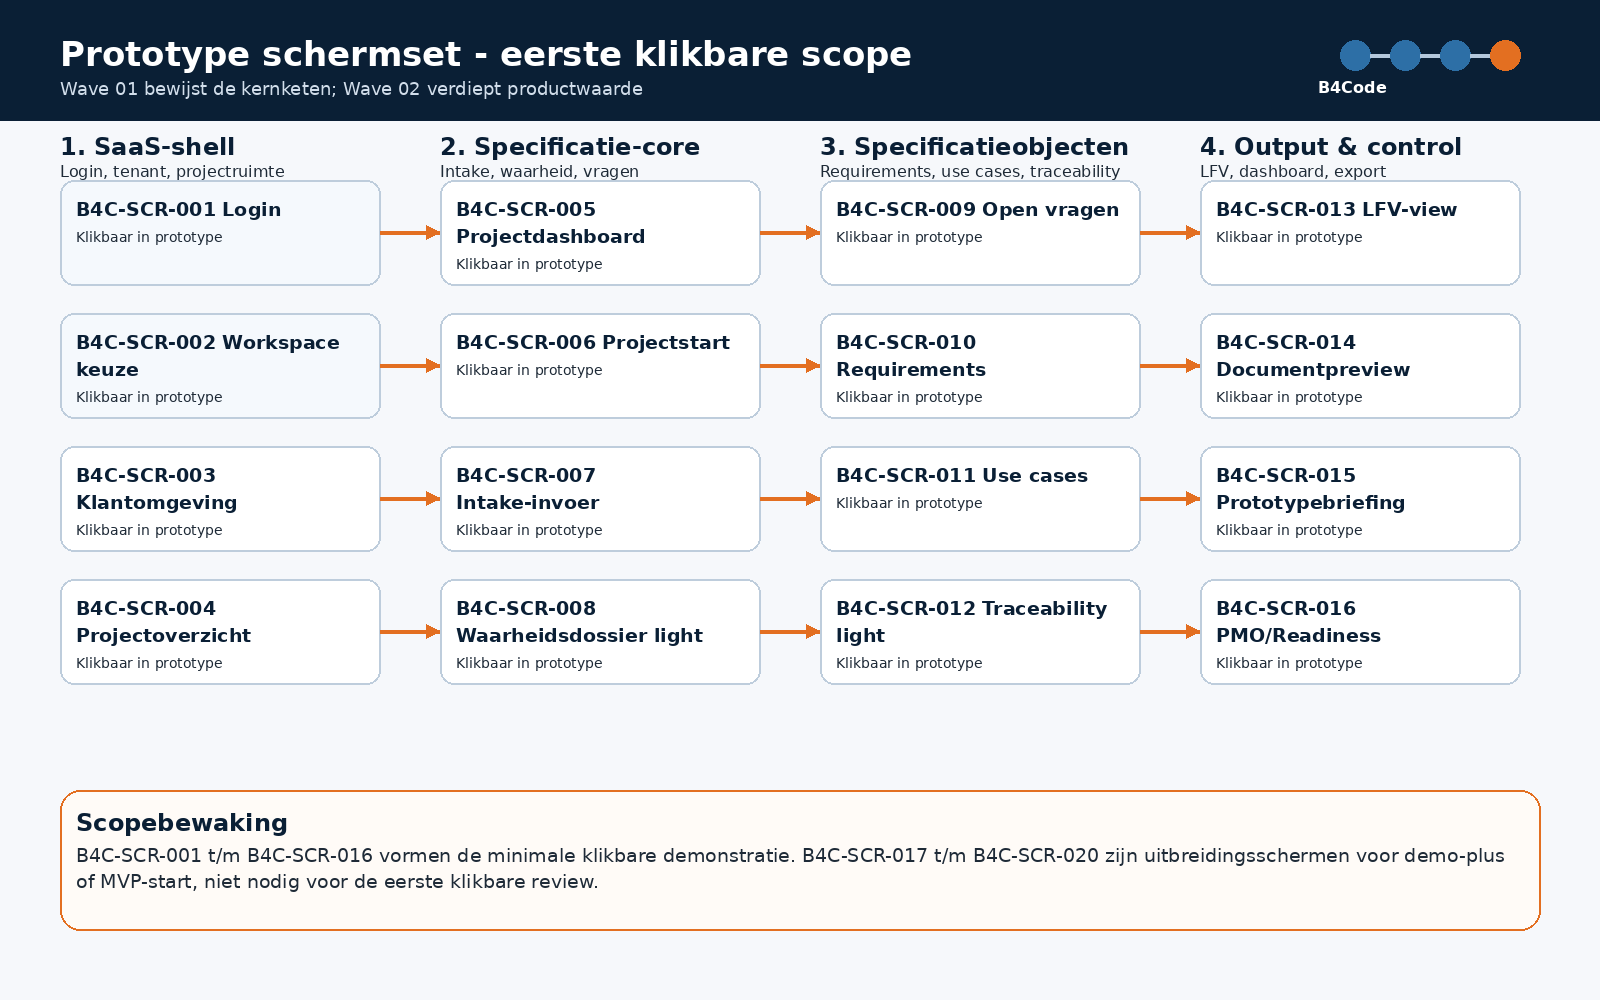 Prototype schermset - eerste klikbare scope
Wave 01 bewijst de kernketen; Wave 02 verdiept productwaarde
B4Code
1. SaaS-shell
Login, tenant, projectruimte
B4C-SCR-001 Login
Klikbaar in prototype
B4C-SCR-002 Workspace
keuze
Klikbaar in prototype
B4C-SCR-003
Klantomgeving
Klikbaar in prototype
B4C-SCR-004
Projectoverzicht
Klikbaar in prototype
2. Specificatie-core
Intake, waarheid, vragen
B4C-SCR-005
Projectdashboard
Klikbaar in prototype
B4C-SCR-006 Projectstart
Klikbaar in prototype
B4C-SCR-007
Intake-invoer
Klikbaar in prototype
B4C-SCR-008
Waarheidsdossier light
Klikbaar in prototype
3. Specificatieobjecten
Requirements, use cases, traceability
B4C-SCR-009 Open vragen
Klikbaar in prototype
B4C-SCR-010
Requirements
Klikbaar in prototype
B4C-SCR-011 Use cases
Klikbaar in prototype
B4C-SCR-012 Traceability
light
Klikbaar in prototype
4. Output & control
LFV, dashboard, export
B4C-SCR-013 LFV-view
Klikbaar in prototype
B4C-SCR-014
Documentpreview
Klikbaar in prototype
B4C-SCR-015
Prototypebriefing
Klikbaar in prototype
B4C-SCR-016
PMO/Readiness
Klikbaar in prototype
Scopebewaking
B4C-SCR-001 t/m B4C-SCR-016 vormen de minimale klikbare demonstratie. B4C-SCR-017 t/m B4C-SCR-020 zijn uitbreidingsschermen voor demo-plus
of MVP-start, niet nodig voor de eerste klikbare review.